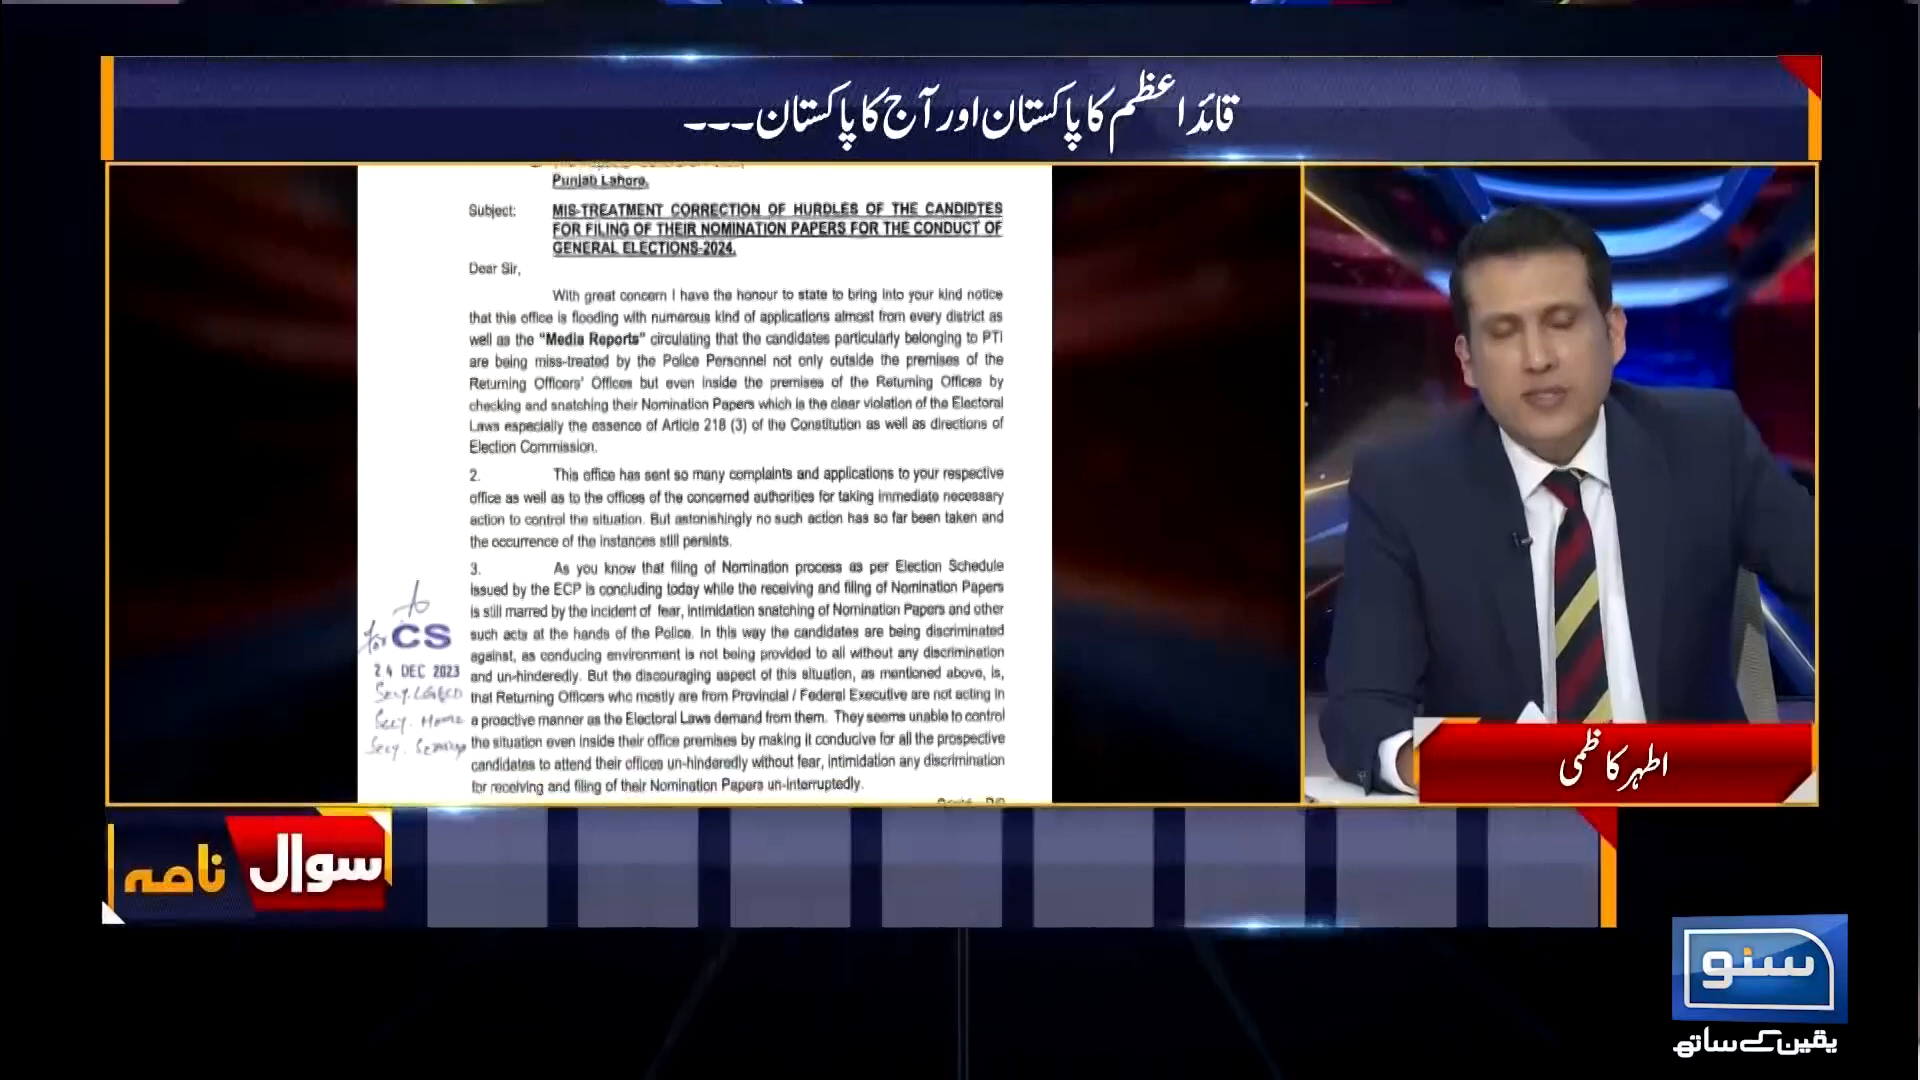 قائد اعظم کا پاکستان اور آج کا پاکستان ---
Punjab Lahore.
Subject: MIS-TREATMENT CORRECTION OF HURDLES OF THE CANDIDTES
FOR FILING OF THEIR NOMINATION PAPERS FOR THE CONDUCT OF
GENERAL ELECTIONS-2024.
Dear Sir,
With great concern I have the honour to state to bring into your kind notice
that this office is flooding with numerous kind of applications almost from every district as
well as the "Media Reports" circulating that the candidates particularly belonging to PTI
are being miss-treated by the Police Personnel not only outside the premises of the
Returning Officers' Offices but even inside the premises of the Returning Offices by
checking and snatching their Nomination Papers which is the clear violation of the Electoral
Laws especially the essence of Article 218 (3) of the Constitution as well as directions of
Election Commission.
2. This office has sent so many complaints and applications to your respective
office as well as to the offices of the concerned authorities for taking immediate necessary
action to control the situation. But astonishingly no such action has so far been taken and
the occurrence of the instances still persists.
3. As you know that filing of Nomination process as per Election Schedule
issued by the ECP is concluding today while the receiving and filing of Nomination Papers
is still marred by the incident of fear, intimidation snatching of Nomination Papers and other
such acts at the hands of the Police. In this way the candidates are being discriminated
against, as conducing environment is not being provided to all without any discrimination
and un-hinderedly. But the discouraging aspect of this situation, as mentioned above, is,
that Returning Officers who mostly are from Provincial / Federal Executive are not acting in
a proactive manner as the Electoral Laws demand from them. They seems unable to control
the situation even inside their office premises by making it conducive for all the prospective
candidates to attend their offices un-hinderedly without fear, intimidation any discrimination
for receiving and filing of their Nomination Papers un-interruptedly.
for CS
24 DEC 2023
Secy. Home
اطہر کاظمی
سوال نامہ
سنو
یقین کے ساتھ